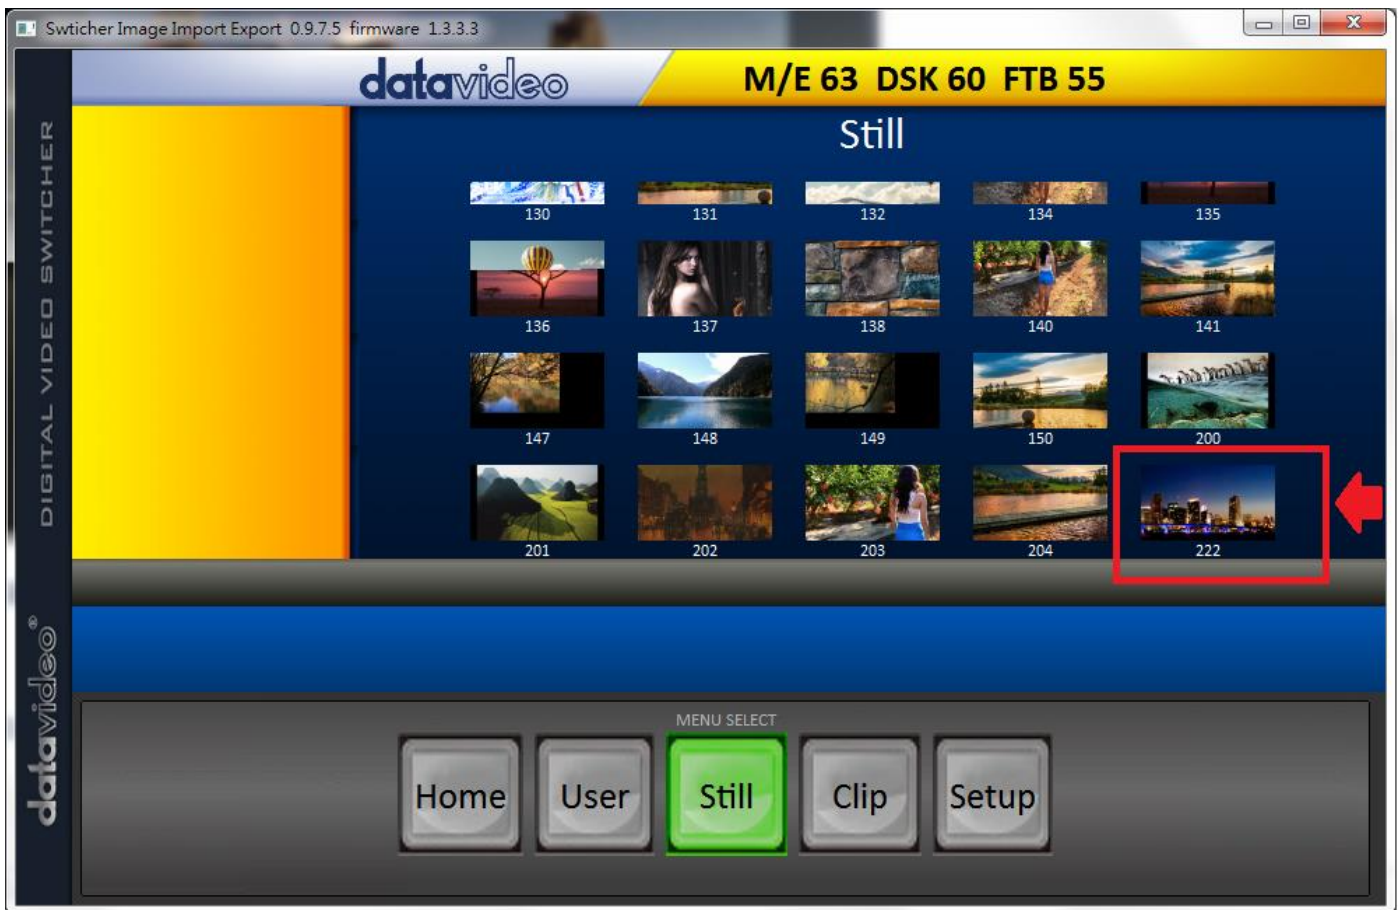 Swticher Image Import Export 0.9.7.5 firmware 1.3.3.3
datavideo
M/E 63 DSK 60 FTB 55
Still
130 131 132 134 135
136 137 138 140 141
147 148 149 150 200
201 202 203 204 222
DIGITAL VIDEO SWITCHER
datavideo®
MENU SELECT
Home User Still Clip Setup